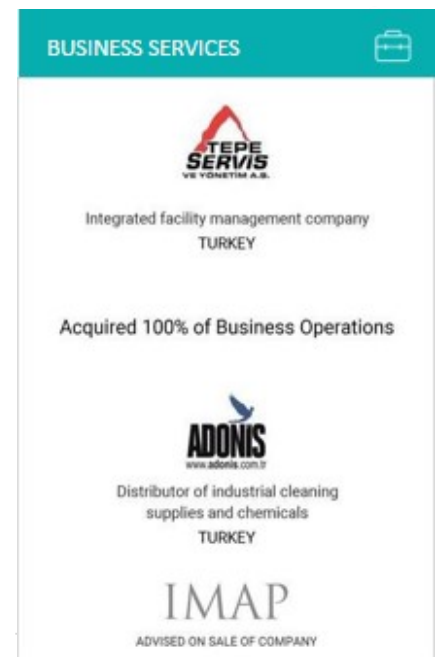 BUSINESS SERVICES
TEPE
SERVIS
VE YÖNETİM A.Ş.
Integrated facility management company
TURKEY
Acquired 100% of Business Operations
ADONIS
www.adonis.com.tr
Distributor of industrial cleaning
supplies and chemicals
TURKEY
IMAP
ADVISED ON SALE OF COMPANY